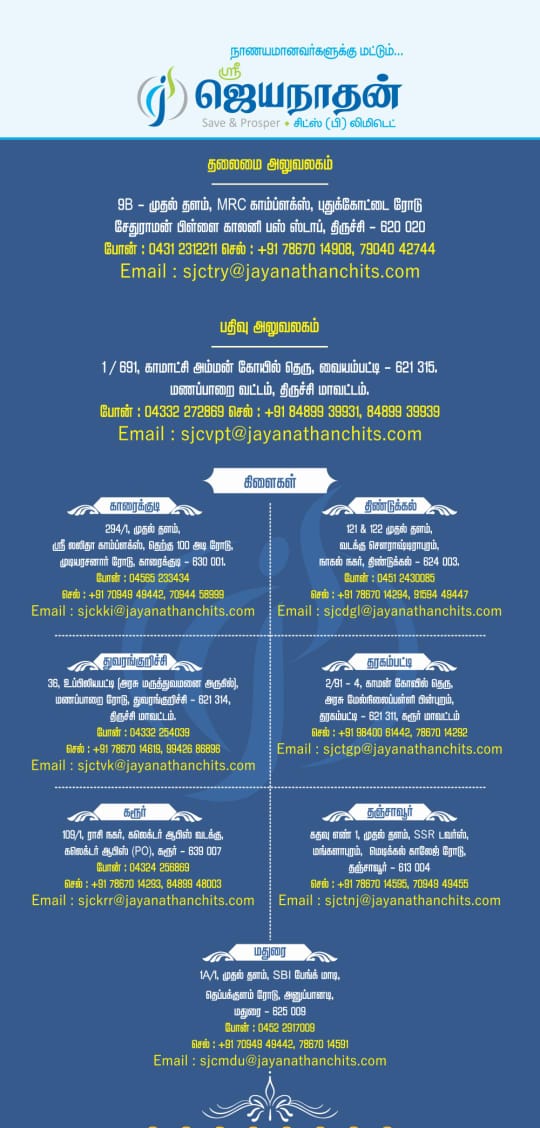 நாணயமானவர்களுக்கு மட்டும்...
ஸ்ரீ
ஜெயநாதன்
Save & Prosper • சிட்ஸ் (பி) லிமிடெட்
தலைமை அலுவலகம்
9B – முதல் தளம், MRC காம்ப்ளக்ஸ், புதுக்கோட்டை ரோடு
சேதுராமன் பிள்ளை காலனி பஸ் ஸ்டாப், திருச்சி – 620 020
போன் : 0431 2312211 செல் : +91 78670 14908, 79040 42744
Email : sjctry@jayanathanchits.com
பதிவு அலுவலகம்
1 / 691, காமாட்சி அம்மன் கோயில் தெரு, வையம்பட்டி – 621 315.
மணப்பாறை வட்டம், திருச்சி மாவட்டம்.
போன் : 04332 272869 செல் : +91 84899 39931, 84899 39939
Email : sjcvpt@jayanathanchits.com
கிளைகள்
காரைக்குடி
294/1, முதல் தளம்,
ஸ்ரீ லலிதா காம்ப்ளக்ஸ், தெற்கு 100 அடி ரோடு,
முடியரசனார் ரோடு, காரைக்குடி – 630 001.
போன் : 04565 233434
செல் : +91 70949 49442, 70944 58999
Email : sjckki@jayanathanchits.com
திண்டுக்கல்
121 & 122 முதல் தளம்,
வடக்கு சௌராஷ்டிராபுரம்,
நாகல் நகர், திண்டுக்கல் – 624 003.
போன் : 0451 2430085
செல் : +91 78670 14294, 91594 49447
Email : sjcdgl@jayanathanchits.com
துவரங்குறிச்சி
36, உப்பிலியபட்டி (அரசு மருத்துவமனை அருகில்),
மணப்பாறை ரோடு, துவரங்குறிச்சி – 621 314,
திருச்சி மாவட்டம்.
போன் : 04332 254039
செல் : +91 78670 14619, 99426 86896
Email : sjctvk@jayanathanchits.com
தரகம்பட்டி
2/91 – 4, காமன் கோவில் தெரு,
அரசு மேல்நிலைப்பள்ளி பின்புறம்,
தரகம்பட்டி – 621 311, கரூர் மாவட்டம்
செல் : +91 98400 61442, 78670 14292
Email : sjctgp@jayanathanchits.com
கரூர்
109/1, ராசி நகர், கலெக்டர் ஆபிஸ் வடக்கு,
கலெக்டர் ஆபிஸ் (PO), கரூர் – 639 007
போன் : 04324 256869
செல் : +91 78670 14293, 84899 48003
Email : sjckrr@jayanathanchits.com
தஞ்சாவூர்
கதவு எண் 1, முதல் தளம், SSR டவர்ஸ்,
மங்களாபுரம், மெடிக்கல் காலேஜ் ரோடு,
தஞ்சாவூர் – 613 004
செல் : +91 78670 14595, 70949 49455
Email : sjctnj@jayanathanchits.com
மதுரை
1A/1, முதல் தளம், SBI பேங்க் மாடி,
தெப்பக்குளம் ரோடு, அனுப்பானடி,
மதுரை – 625 009
போன் : 0452 2917009
செல் : +91 70949 49442, 78670 14591
Email : sjcmdu@jayanathanchits.com